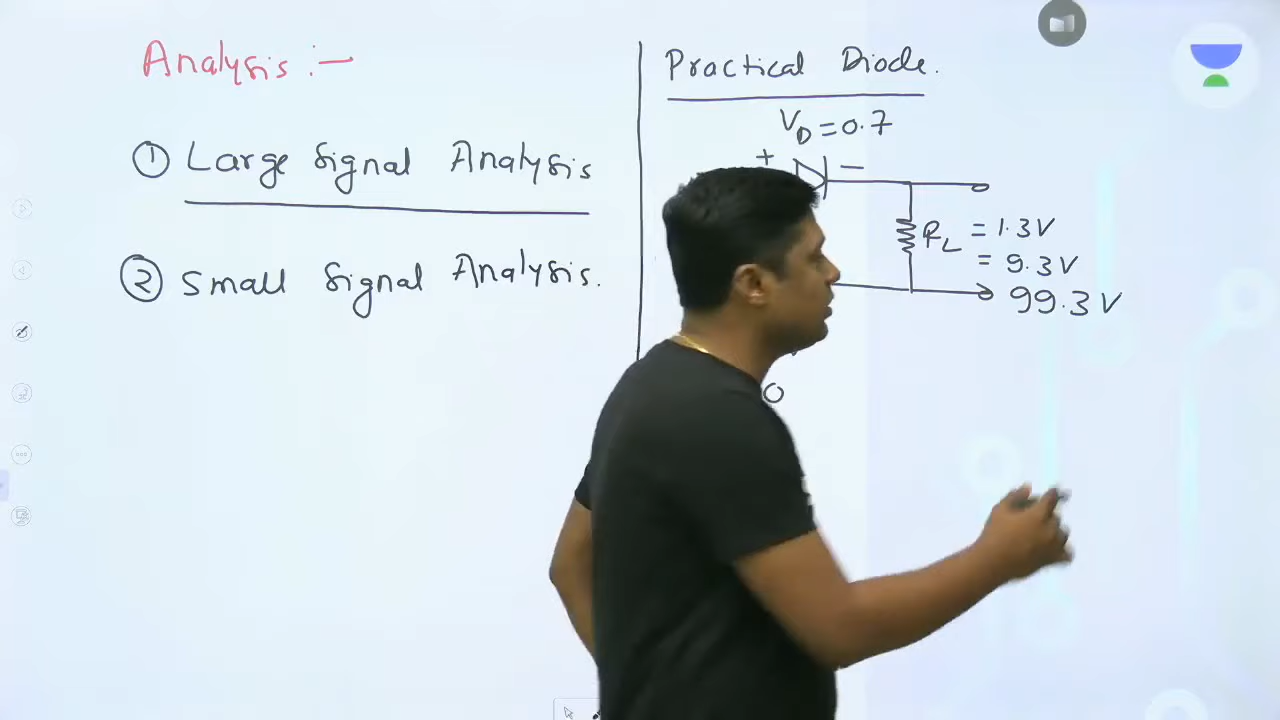 Analysis :-
① Large Signal Analysis
② Small Signal Analysis.
Practical Diode.
V_D = 0.7
+ -
R_L = 1.3V
= 9.3V
99.3V